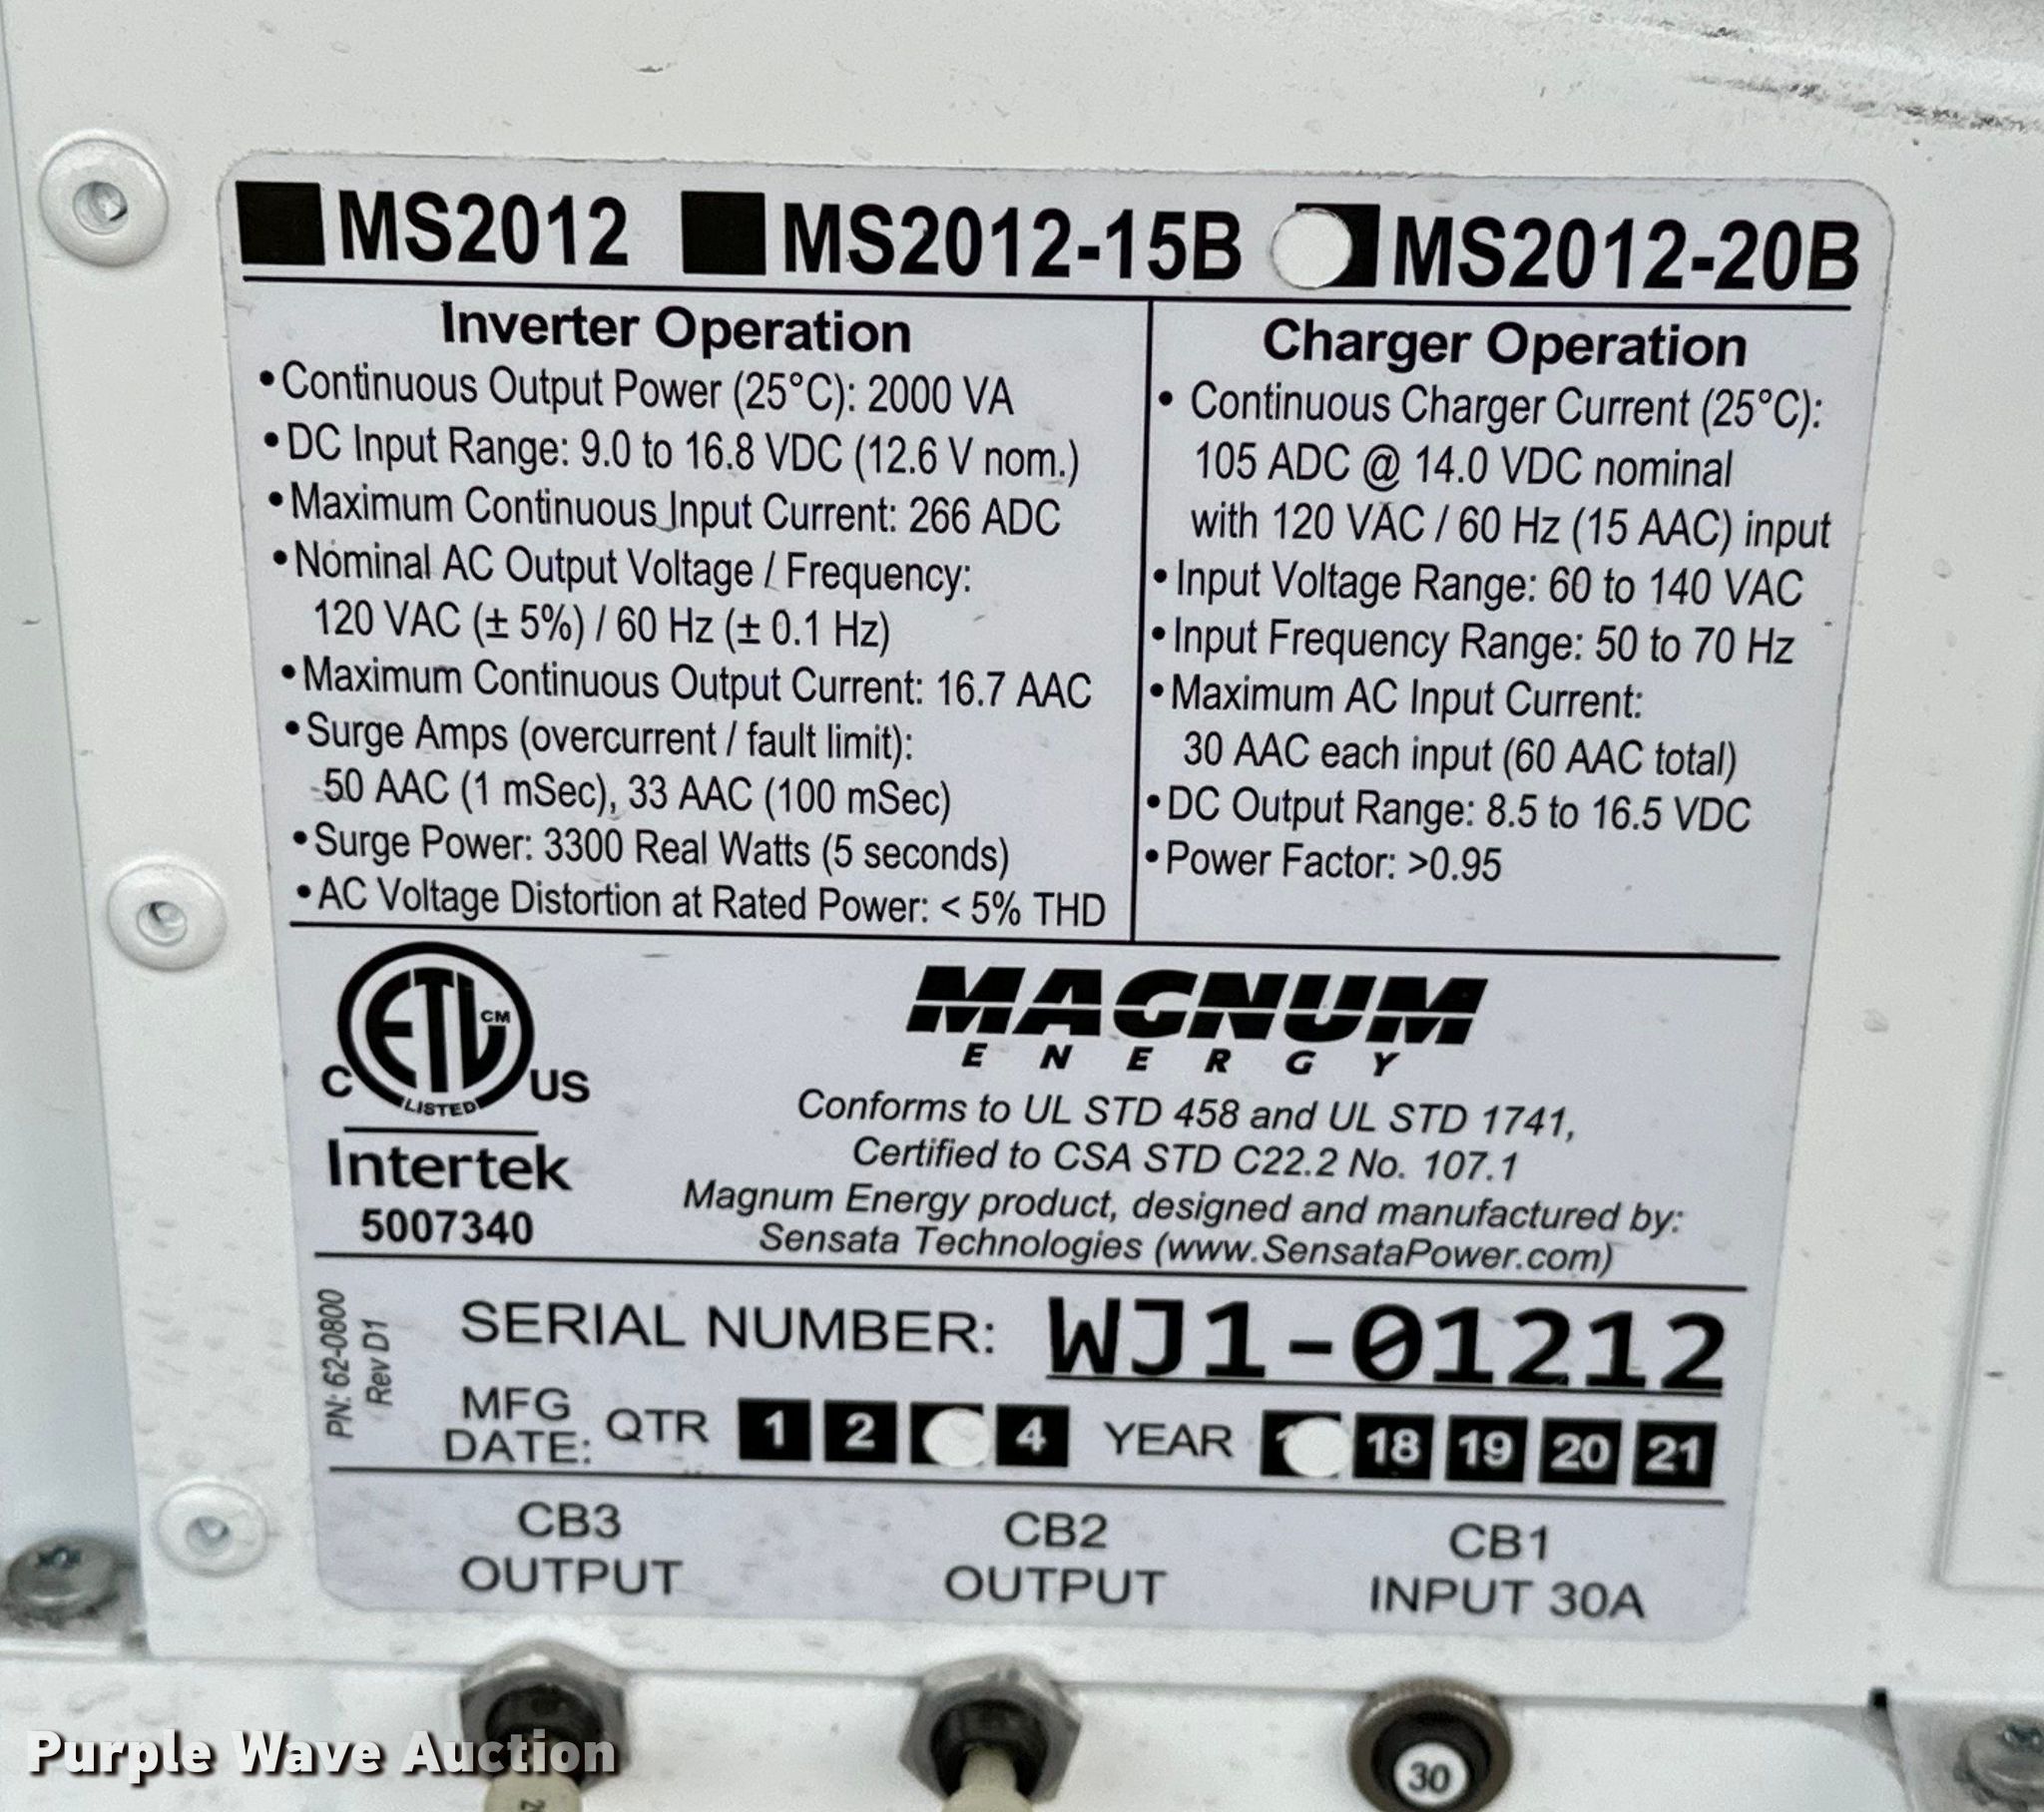 MS2012 MS2012-15B MS2012-20B
Inverter Operation
•Continuous Output Power (25°C): 2000 VA
•DC Input Range: 9.0 to 16.8 VDC (12.6 V nom.)
•Maximum Continuous Input Current: 266 ADC
•Nominal AC Output Voltage / Frequency:
120 VAC (± 5%) / 60 Hz (± 0.1 Hz)
•Maximum Continuous Output Current: 16.7 AAC
•Surge Amps (overcurrent / fault limit):
50 AAC (1 mSec), 33 AAC (100 mSec)
•Surge Power: 3300 Real Watts (5 seconds)
•AC Voltage Distortion at Rated Power: < 5% THD
Charger Operation
• Continuous Charger Current (25°C):
105 ADC @ 14.0 VDC nominal
with 120 VAC / 60 Hz (15 AAC) input
•Input Voltage Range: 60 to 140 VAC
•Input Frequency Range: 50 to 70 Hz
•Maximum AC Input Current:
30 AAC each input (60 AAC total)
•DC Output Range: 8.5 to 16.5 VDC
•Power Factor: >0.95
ETL CM
C LISTED US
Intertek
5007340
MAGNUM
ENERGY
Conforms to UL STD 458 and UL STD 1741,
Certified to CSA STD C22.2 No. 107.1
Magnum Energy product, designed and manufactured by:
Sensata Technologies (www.SensataPower.com)
PN: 62-0800
Rev D1
SERIAL NUMBER: WJ1-01212
MFG
DATE: QTR 1 2 4 YEAR 18 19 20 21
CB3
OUTPUT
CB2
OUTPUT
CB1
INPUT 30A
30
Purple Wave Auction